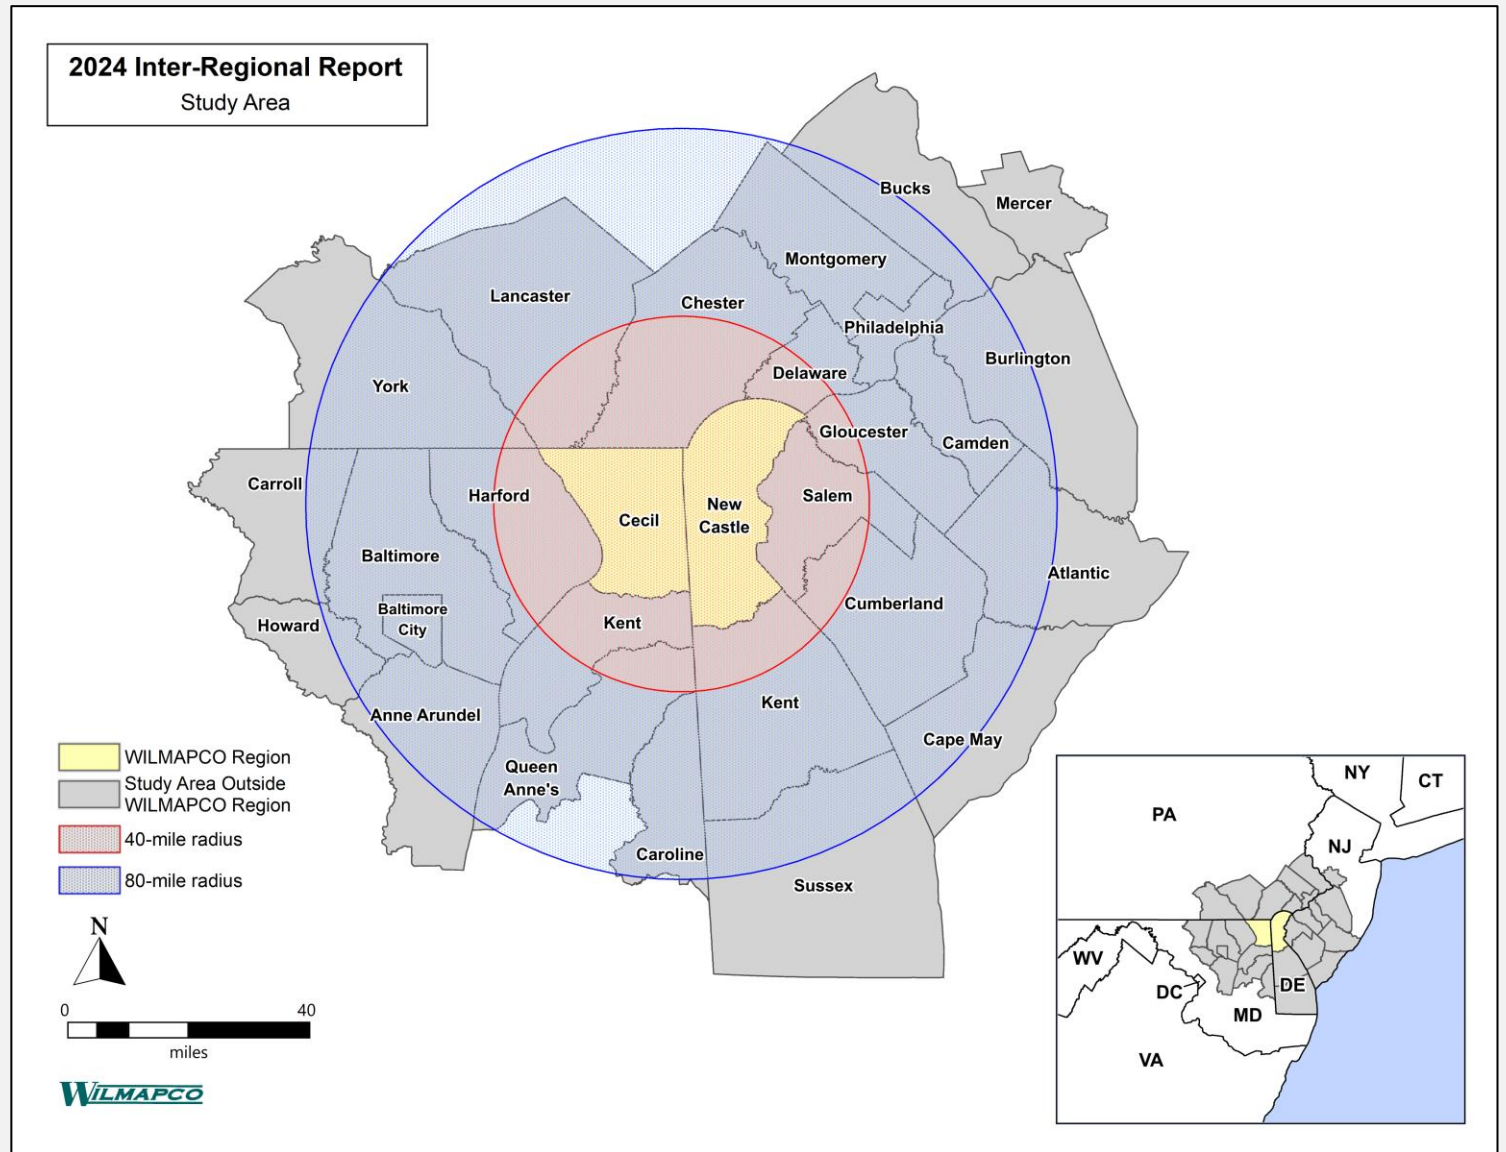 2024 Inter-Regional Report
Study Area
Bucks
Mercer
Montgomery
Lancaster
Chester
Philadelphia
Burlington
Delaware
York
Gloucester
Camden
Carroll
Harford
Salem
New
Castle
Cecil
Baltimore
Atlantic
Baltimore
City
Cumberland
Howard
Kent
Kent
Anne Arundel
Cape May
Queen
Anne's
Caroline
Sussex
WILMAPCO Region
Study Area Outside
WILMAPCO Region
40-mile radius
80-mile radius
N
0 40
miles
WILMAPCO
NY
CT
PA
NJ
WV
DC
DE
MD
VA